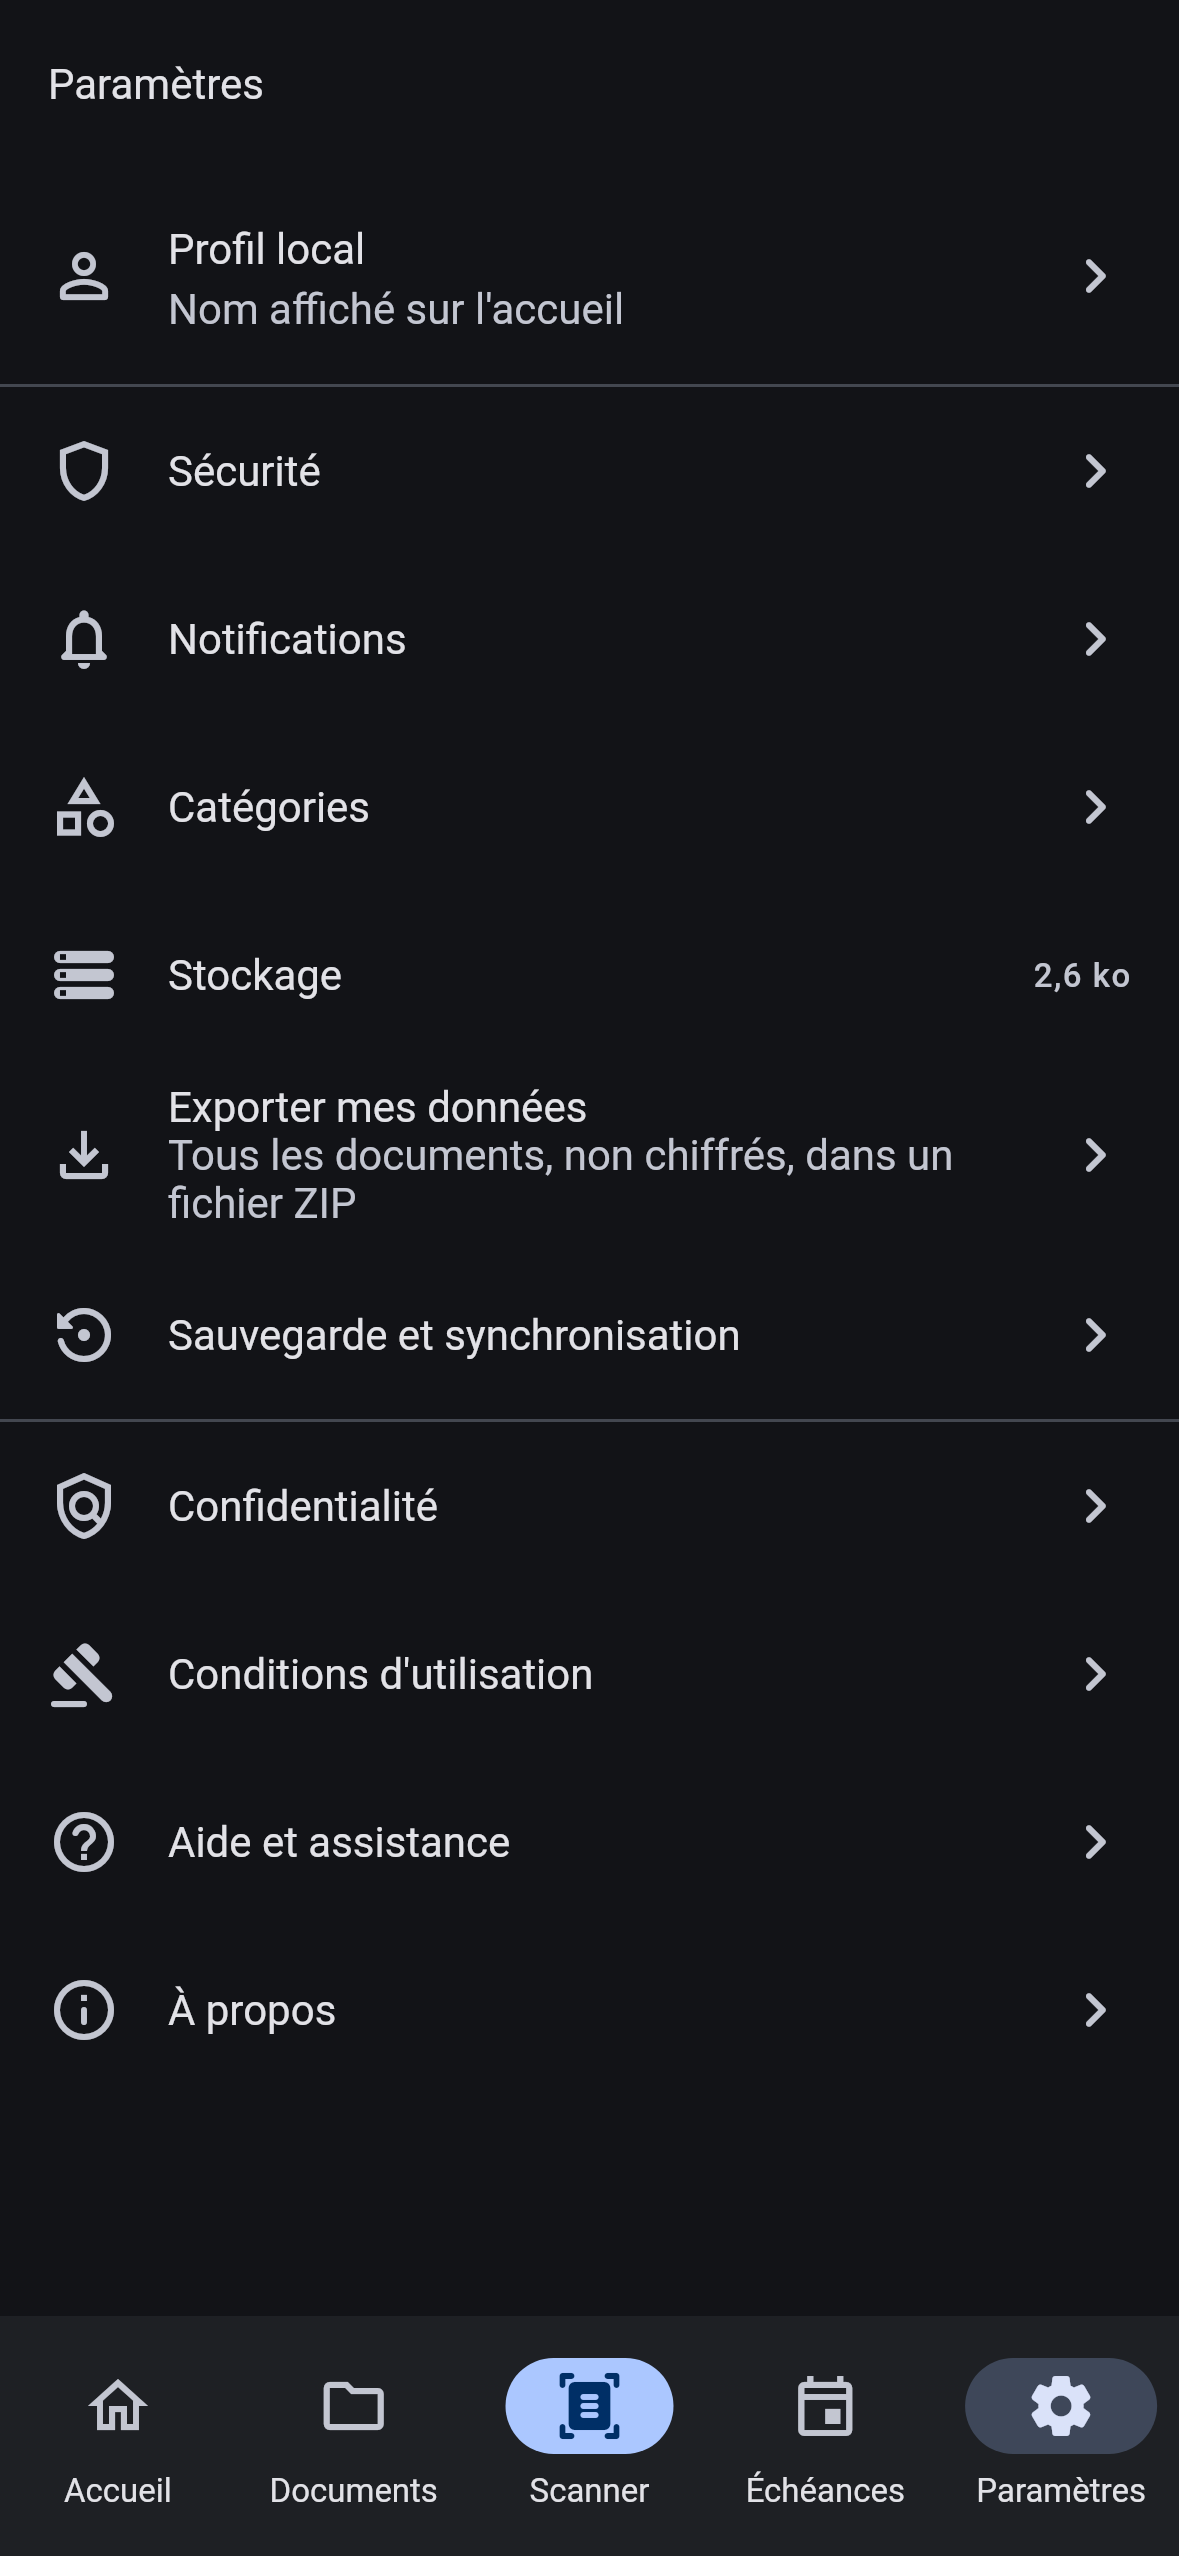 Paramètres
Profil local
Nom affiché sur l'accueil
Sécurité
Notifications
Catégories
Stockage
2,6 ko
Exporter mes données
Tous les documents, non chiffrés, dans un
fichier ZIP
Sauvegarde et synchronisation
Confidentialité
Conditions d'utilisation
Aide et assistance
À propos
Accueil
Documents
Scanner
Échéances
Paramètres